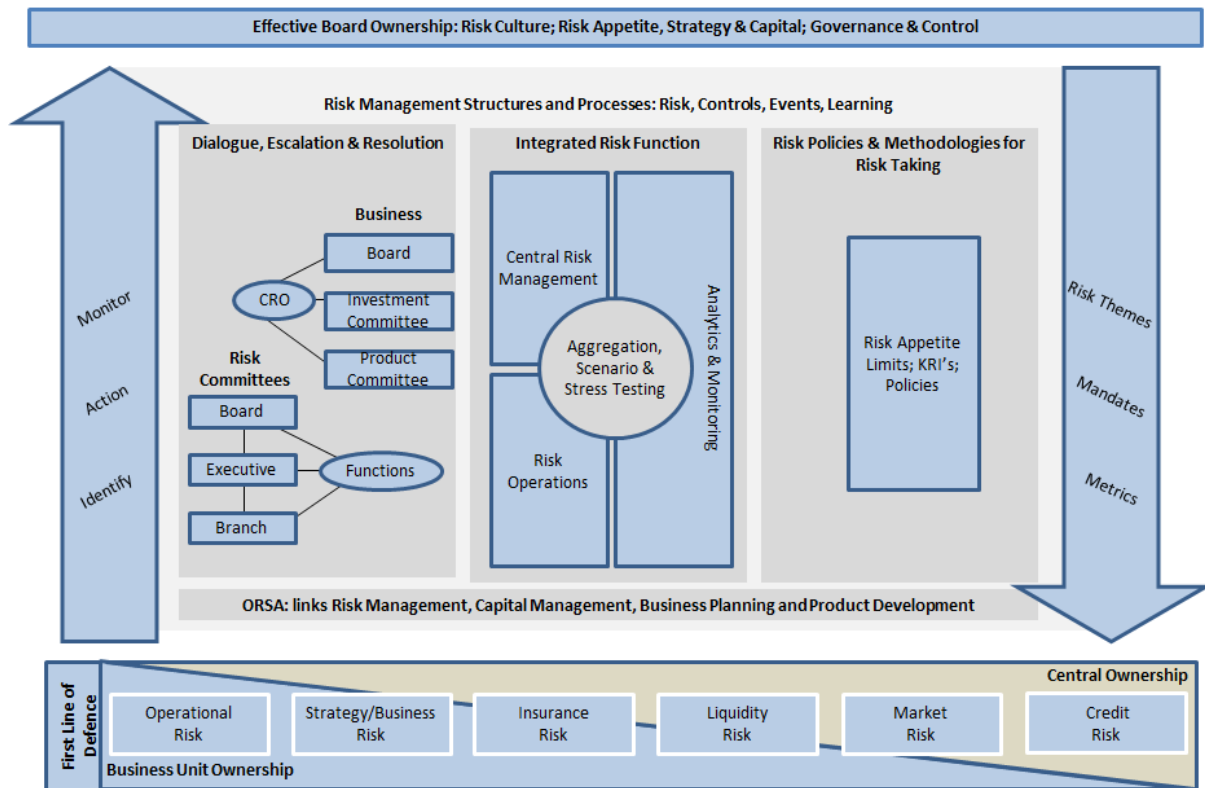 Effective Board Ownership: Risk Culture; Risk Appetite, Strategy & Capital; Governance & Control
Risk Management Structures and Processes: Risk, Controls, Events, Learning
Monitor
Action
Identify
Dialogue, Escalation & Resolution
Business
Board
CRO
Investment
Committee
Product
Committee
Risk
Committees
Board
Executive
Functions
Branch
Integrated Risk Function
Central Risk
Management
Analytics & Monitoring
Aggregation,
Scenario &
Stress Testing
Risk
Operations
Risk Policies & Methodologies for
Risk Taking
Risk Appetite
Limits; KRI's;
Policies
Risk Themes
Mandates
Metrics
ORSA: links Risk Management, Capital Management, Business Planning and Product Development
First Line of
Defence
Central Ownership
Operational
Risk
Strategy/Business
Risk
Insurance
Risk
Liquidity
Risk
Market
Risk
Credit
Risk
Business Unit Ownership